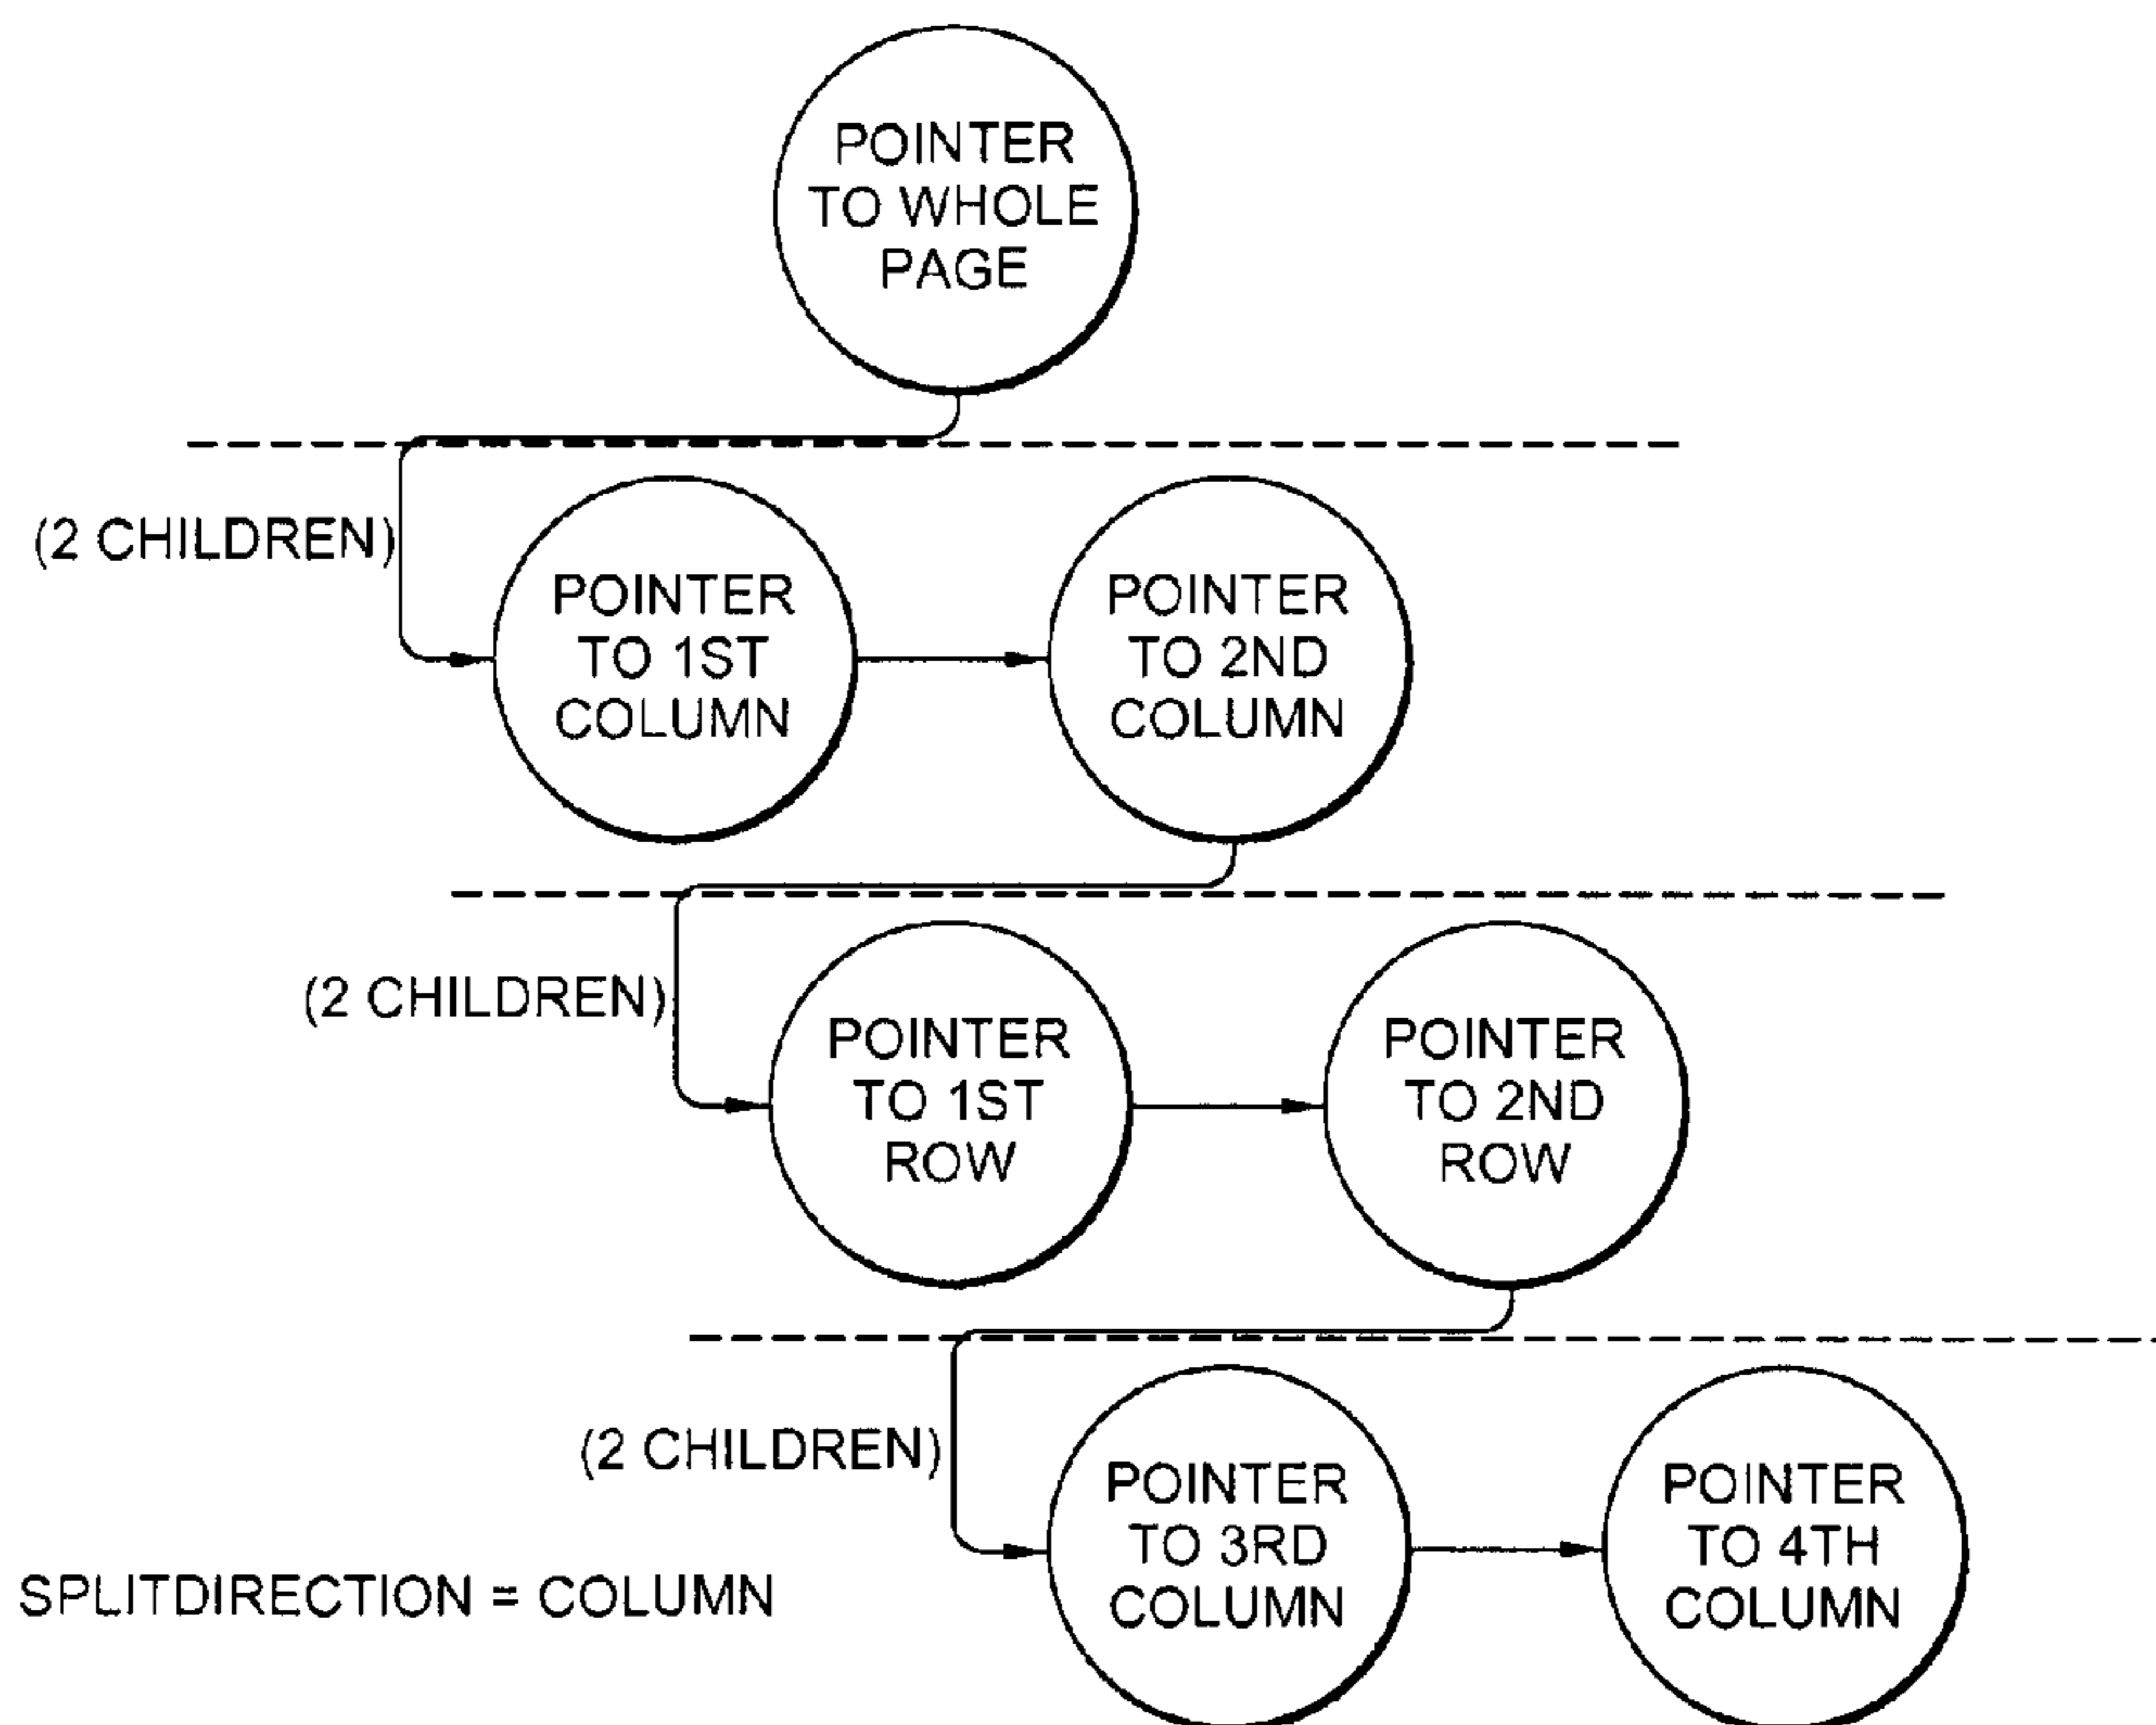 POINTER
TO WHOLE
PAGE
(2 CHILDREN)
POINTER
TO 1ST
COLUMN
POINTER
TO 2ND
COLUMN
(2 CHILDREN)
POINTER
TO 1ST
ROW
POINTER
TO 2ND
ROW
(2 CHILDREN)
POINTER
TO 3RD
COLUMN
POINTER
TO 4TH
COLUMN
SPLITDIRECTION = COLUMN